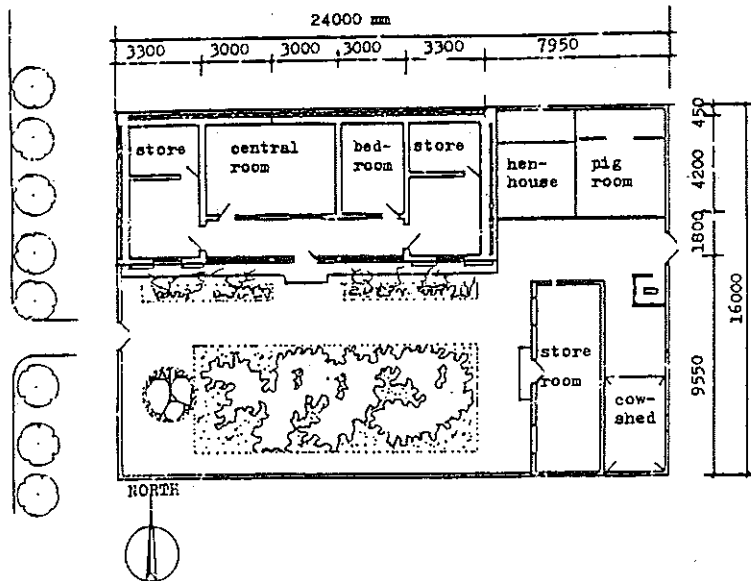 24000 mm
3300 3000 3000 3000 3300 7950
store
central
room
bed-
room
store
hen-
house
pig
room
450
4200
1800
16000
9550
store
room
cow-
shed
NORTH